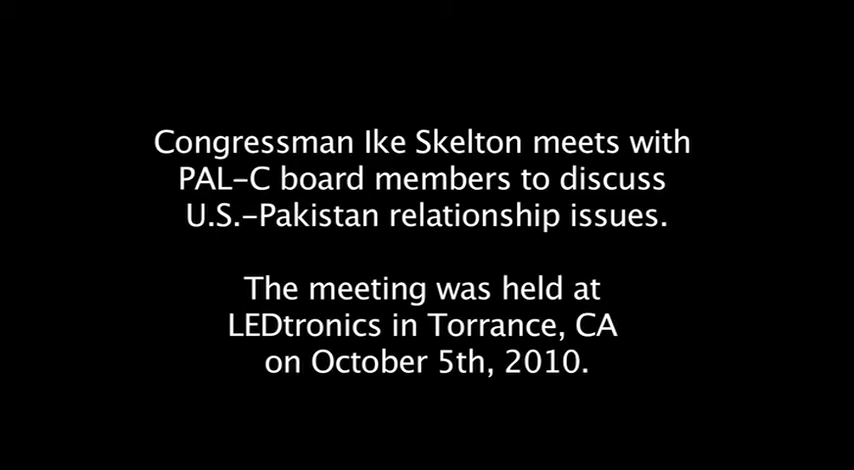 Congressman Ike Skelton meets with
PAL-C board members to discuss
U.S.-Pakistan relationship issues.
The meeting was held at
LEDtronics in Torrance, CA
on October 5th, 2010.